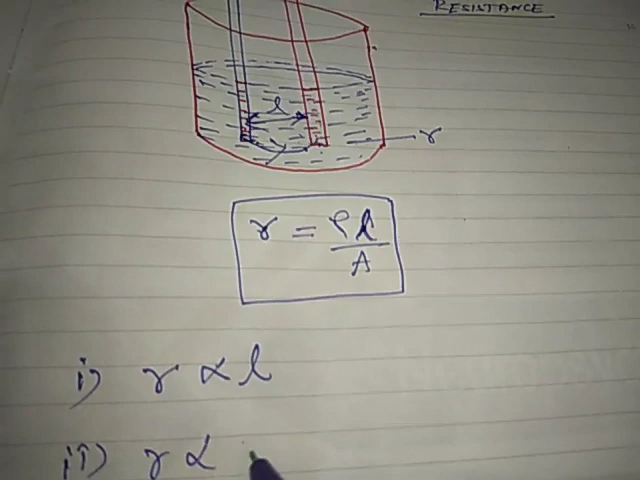 RESISTANCE
l
r
r = ρl/A
i) r ∝ l
ii) r ∝